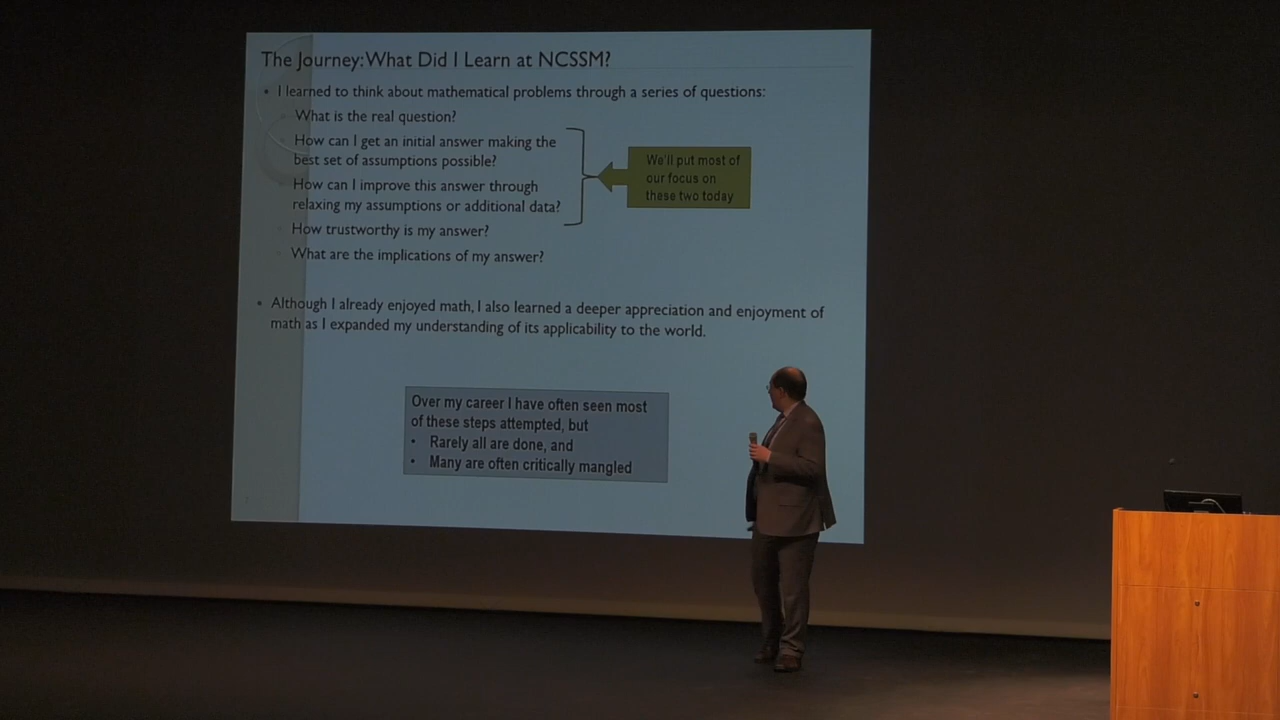 The Journey: What Did I Learn at NCSSM?
• I learned to think about mathematical problems through a series of questions:
What is the real question?
How can I get an initial answer making the
best set of assumptions possible?
How can I improve this answer through
relaxing my assumptions or additional data?
How trustworthy is my answer?
What are the implications of my answer?
We'll put most of
our focus on
these two today
• Although I already enjoyed math, I also learned a deeper appreciation and enjoyment of
math as I expanded my understanding of its applicability to the world.
Over my career I have often seen most
of these steps attempted, but
• Rarely all are done, and
• Many are often critically mangled